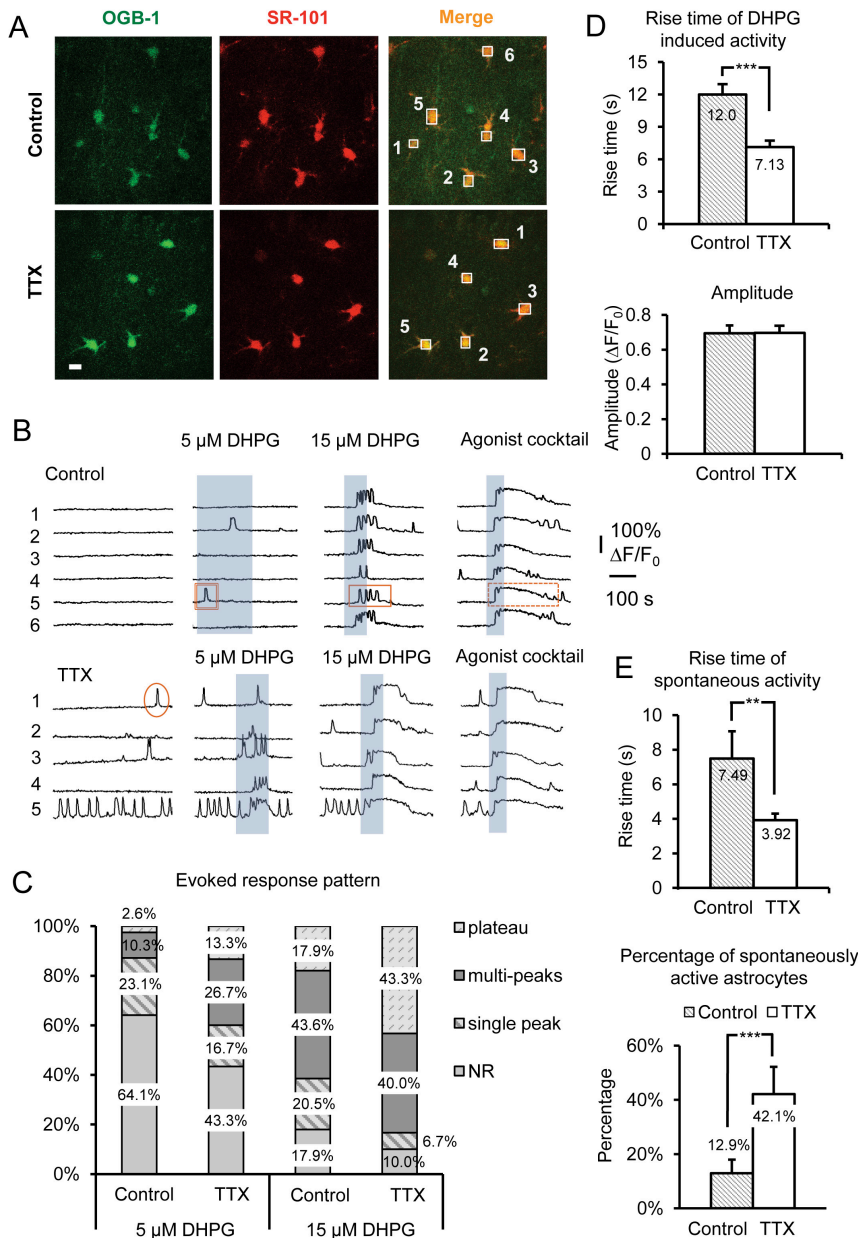 A
OGB-1 SR-101 Merge
Control
6
5
4
1
3
2
TTX
1
4
3
5
2
B
5 µM DHPG 15 µM DHPG Agonist cocktail
Control
1
2
3
4
5
6
100%
ΔF/F0
100 s
TTX
5 µM DHPG 15 µM DHPG Agonist cocktail
1
2
3
4
5
C
Evoked response pattern
100%
80%
60%
40%
20%
0%
2.6%
10.3%
23.1%
64.1%
13.3%
26.7%
16.7%
43.3%
17.9%
43.6%
20.5%
17.9%
43.3%
40.0%
6.7%
10.0%
plateau
multi-peaks
single peak
NR
Control TTX Control TTX
5 µM DHPG 15 µM DHPG
D
Rise time of DHPG
induced activity
Rise time (s)
15
12
9
6
3
0
***
12.0
7.13
Control TTX
Amplitude
Amplitude (ΔF/F0)
0.8
0.6
0.4
0.2
0
Control TTX
E
Rise time of
spontaneous activity
Rise time (s)
10
8
6
4
2
0
**
7.49
3.92
Control TTX
Percentage of spontaneously
active astrocytes
Control TTX
Percentage
60%
40%
20%
0%
***
12.9%
42.1%
Control TTX